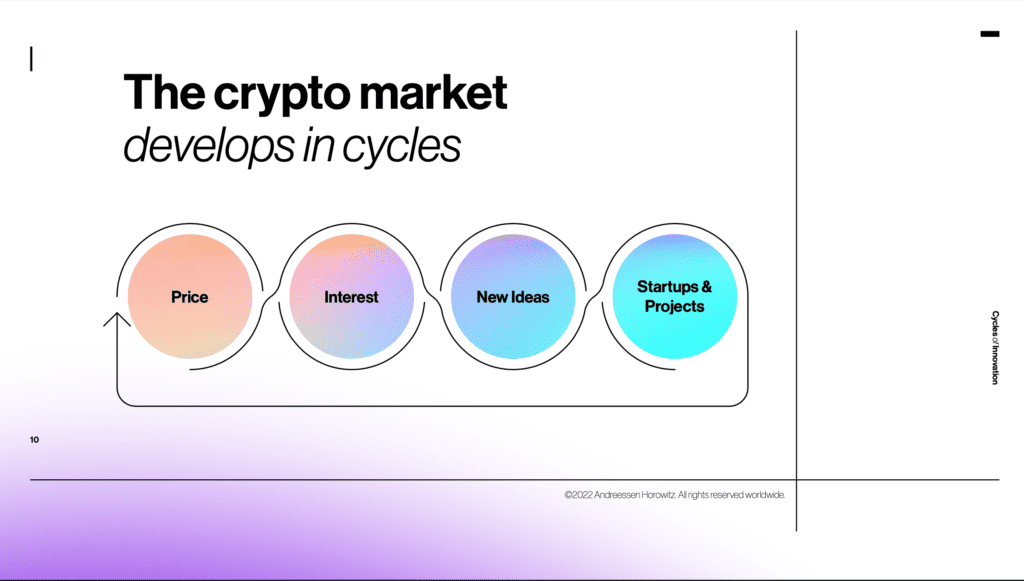 The crypto market
develops in cycles
Price
Interest
New Ideas
Startups &
Projects
Cycles of Innovation
10
©2022 Andreessen Horowitz. All rights reserved worldwide.